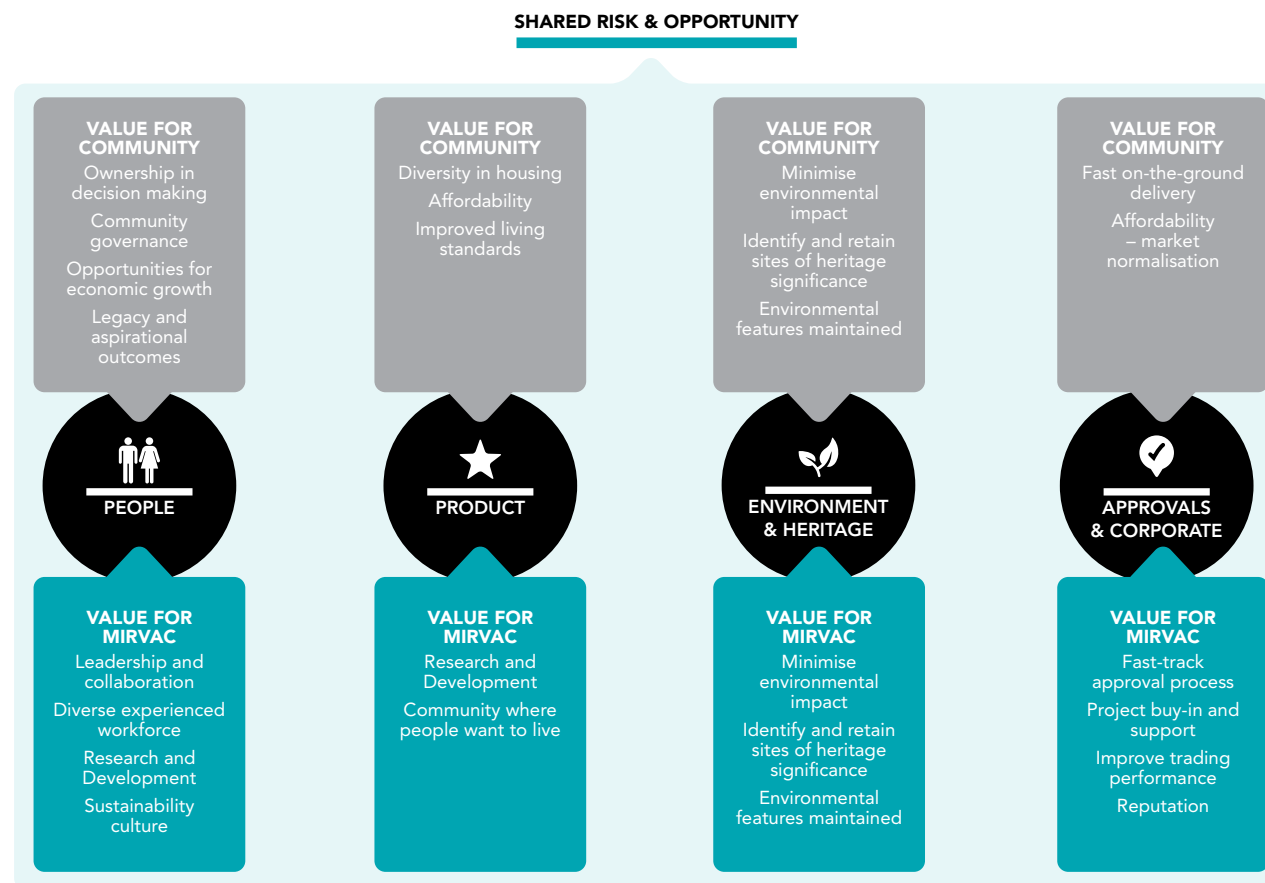 SHARED RISK & OPPORTUNITY
VALUE FOR
COMMUNITY
Ownership in
decision making
Community
governance
Opportunities for
economic growth
Legacy and
aspirational
outcomes
PEOPLE
VALUE FOR
MIRVAC
Leadership and
collaboration
Diverse experienced
workforce
Research and
Development
Sustainability
culture
VALUE FOR
COMMUNITY
Diversity in housing
Affordability
Improved living
standards
PRODUCT
VALUE FOR
MIRVAC
Research and
Development
Community where
people want to live
VALUE FOR
COMMUNITY
Minimise
environmental
impact
Identify and retain
sites of heritage
significance
Environmental
features maintained
ENVIRONMENT
& HERITAGE
VALUE FOR
MIRVAC
Minimise
environmental
impact
Identify and retain
sites of heritage
significance
Environmental
features maintained
VALUE FOR
COMMUNITY
Fast on-the-ground
delivery
Affordability
– market
normalisation
APPROVALS
& CORPORATE
VALUE FOR
MIRVAC
Fast-track
approval process
Project buy-in and
support
Improve trading
performance
Reputation